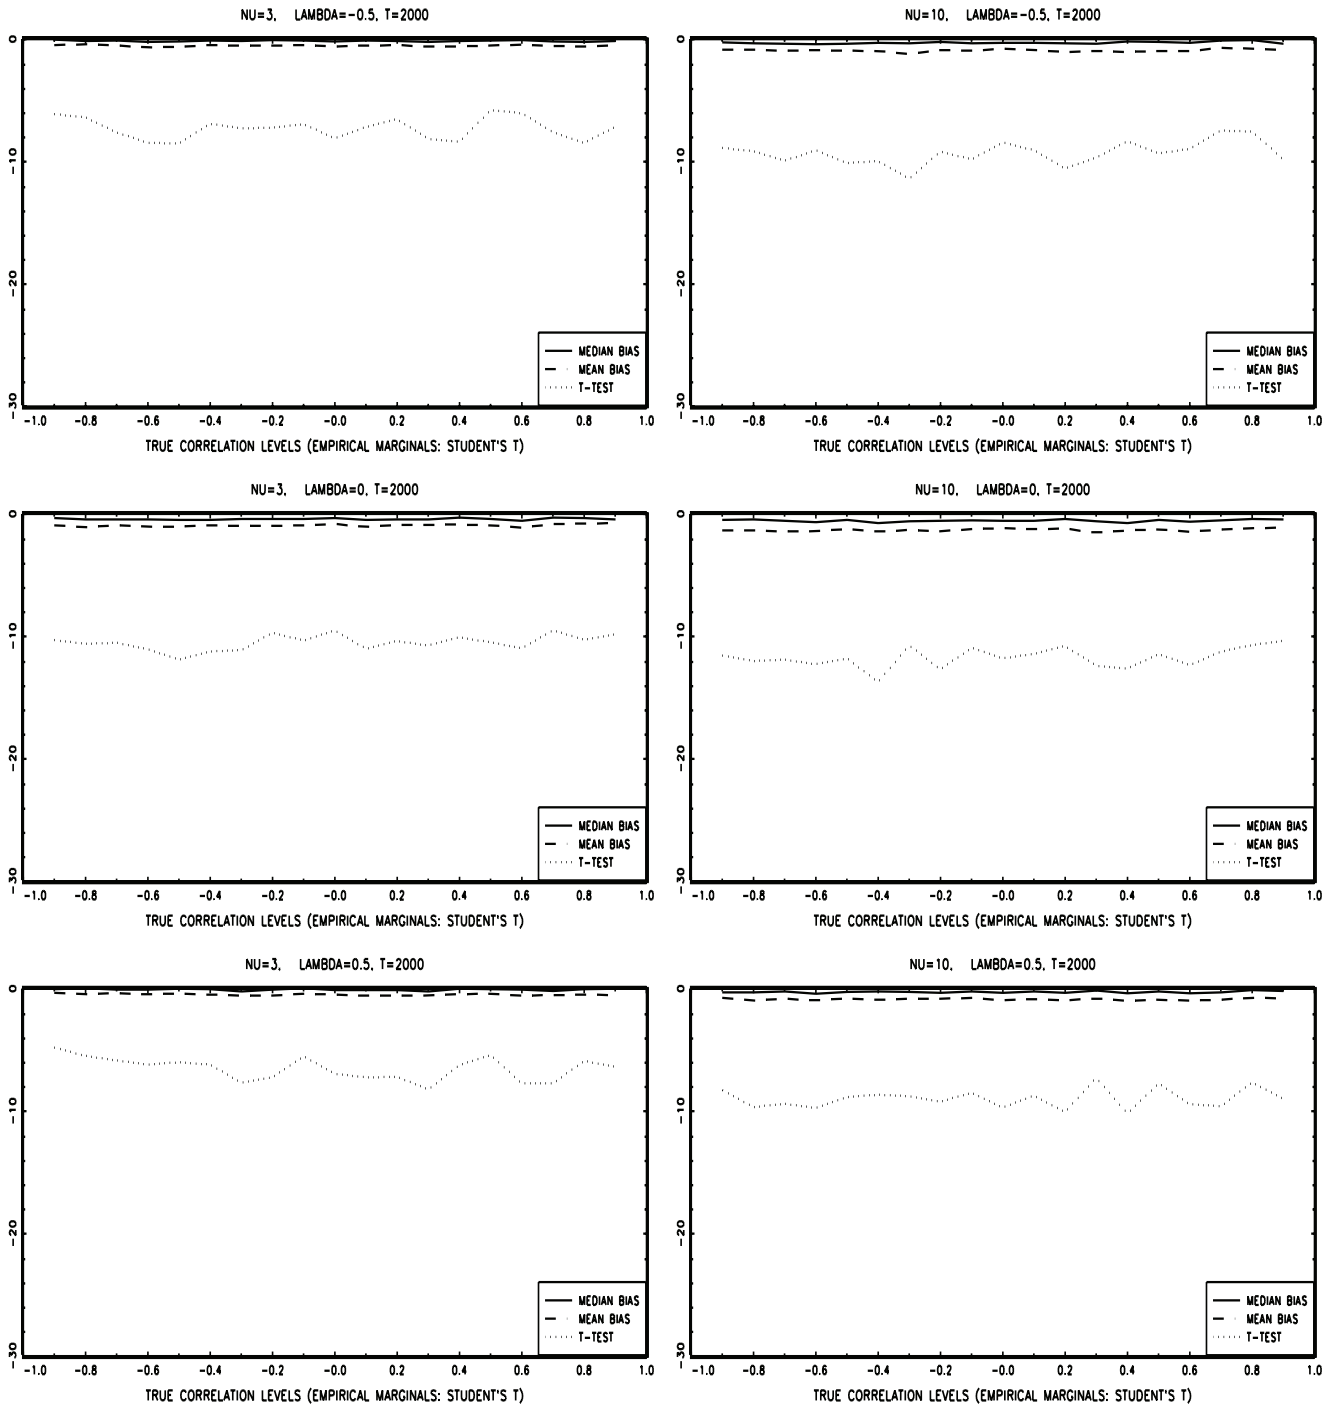 NU=3, LAMBDA=-0.5, T=2000
0
-10
-20
-30
MEDIAN BIAS
MEAN BIAS
T-TEST
-1.0 -0.8 -0.6 -0.4 -0.2 -0.0 0.2 0.4 0.6 0.8 1.0
TRUE CORRELATION LEVELS (EMPIRICAL MARGINALS: STUDENT'S T)
NU=10, LAMBDA=-0.5, T=2000
0
-10
-20
-30
MEDIAN BIAS
MEAN BIAS
T-TEST
-1.0 -0.8 -0.6 -0.4 -0.2 -0.0 0.2 0.4 0.6 0.8 1.0
TRUE CORRELATION LEVELS (EMPIRICAL MARGINALS: STUDENT'S T)
NU=3, LAMBDA=0, T=2000
0
-10
-20
-30
MEDIAN BIAS
MEAN BIAS
T-TEST
-1.0 -0.8 -0.6 -0.4 -0.2 -0.0 0.2 0.4 0.6 0.8 1.0
TRUE CORRELATION LEVELS (EMPIRICAL MARGINALS: STUDENT'S T)
NU=10, LAMBDA=0, T=2000
0
-10
-20
-30
MEDIAN BIAS
MEAN BIAS
T-TEST
-1.0 -0.8 -0.6 -0.4 -0.2 -0.0 0.2 0.4 0.6 0.8 1.0
TRUE CORRELATION LEVELS (EMPIRICAL MARGINALS: STUDENT'S T)
NU=3, LAMBDA=0.5, T=2000
0
-10
-20
-30
MEDIAN BIAS
MEAN BIAS
T-TEST
-1.0 -0.8 -0.6 -0.4 -0.2 -0.0 0.2 0.4 0.6 0.8 1.0
TRUE CORRELATION LEVELS (EMPIRICAL MARGINALS: STUDENT'S T)
NU=10, LAMBDA=0.5, T=2000
0
-10
-20
-30
MEDIAN BIAS
MEAN BIAS
T-TEST
-1.0 -0.8 -0.6 -0.4 -0.2 -0.0 0.2 0.4 0.6 0.8 1.0
TRUE CORRELATION LEVELS (EMPIRICAL MARGINALS: STUDENT'S T)